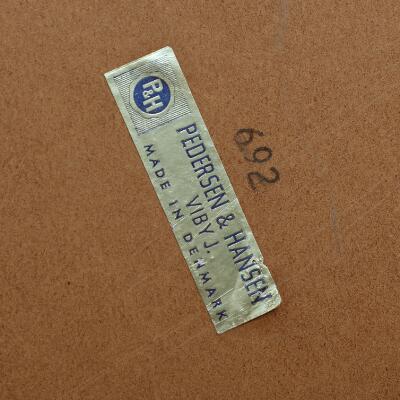 P&H
PEDERSEN & HANSEN
VIBY J.
MADE IN DENMARK
692